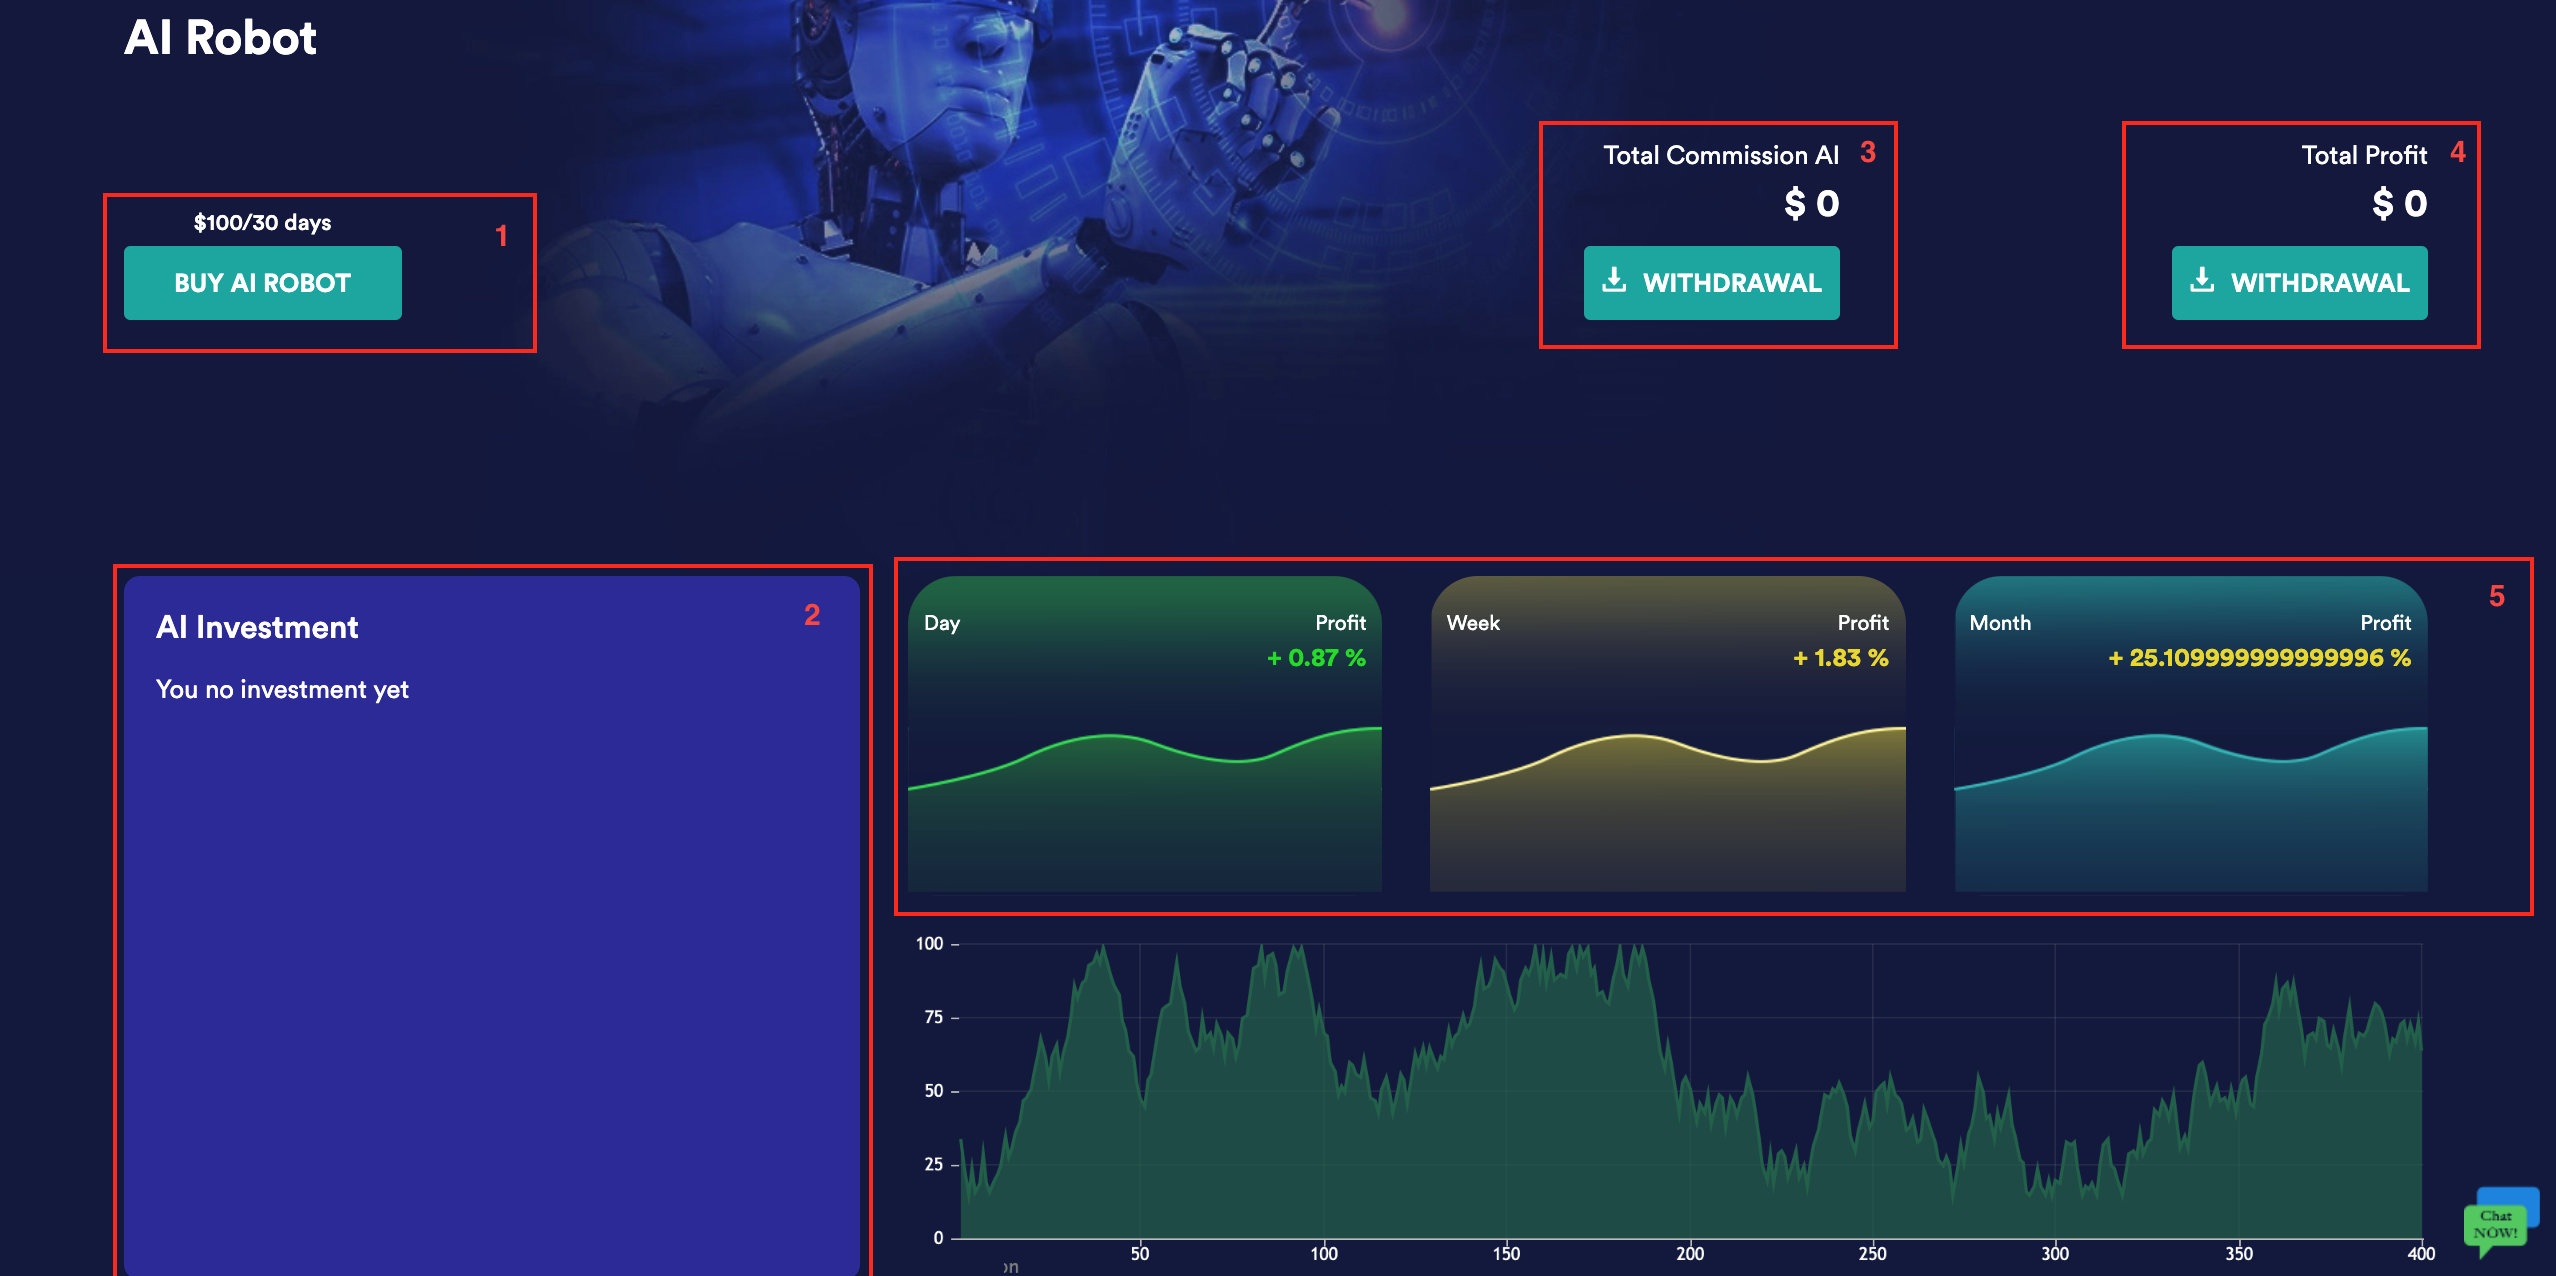 AI Robot
$100/30 days
1
BUY AI ROBOT
Total Commission AI 3
$ 0
WITHDRAWAL
Total Profit 4
$ 0
WITHDRAWAL
AI Investment 2
You no investment yet
5
Day Profit
+ 0.87 %
Week Profit
+ 1.83 %
Month Profit
+ 25.109999999999996 %
100
75
50
25
0
50 100 150 200 250 300 350 400
Chat
NOW!